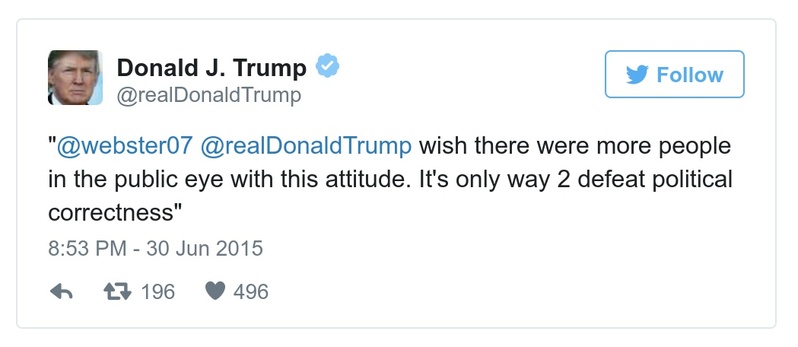 Donald J. Trump
@realDonaldTrump
Follow
"@webster07 @realDonaldTrump wish there were more people
in the public eye with this attitude. It's only way 2 defeat political
correctness"
8:53 PM - 30 Jun 2015
196 496